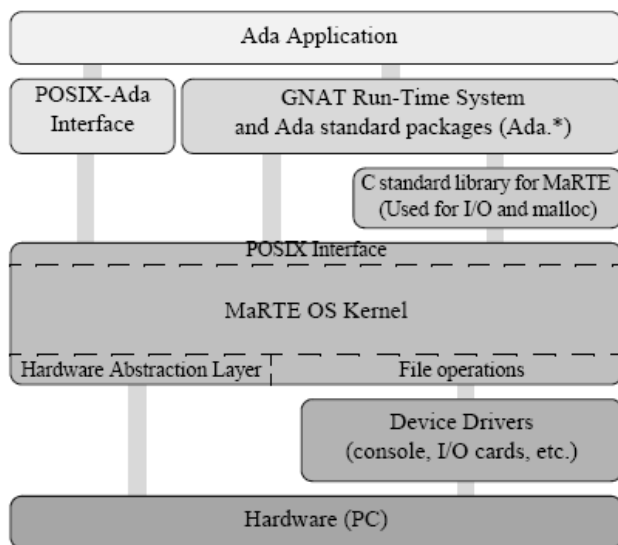 Ada Application
POSIX-Ada
Interface
GNAT Run-Time System
and Ada standard packages (Ada.*)
C standard library for MaRTE
(Used for I/O and malloc)
POSIX Interface
MaRTE OS Kernel
Hardware Abstraction Layer
File operations
Device Drivers
(console, I/O cards, etc.)
Hardware (PC)